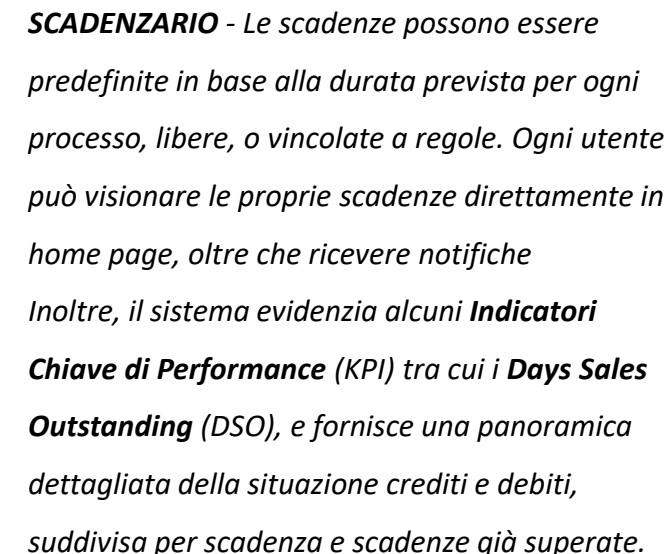 SCADENZARIO - Le scadenze possono essere
predefinite in base alla durata prevista per ogni
processo, libere, o vincolate a regole. Ogni utente
può visionare le proprie scadenze direttamente in
home page, oltre che ricevere notifiche
Inoltre, il sistema evidenzia alcuni Indicatori
Chiave di Performance (KPI) tra cui i Days Sales
Outstanding (DSO), e fornisce una panoramica
dettagliata della situazione crediti e debiti,
suddivisa per scadenza e scadenze già superate.